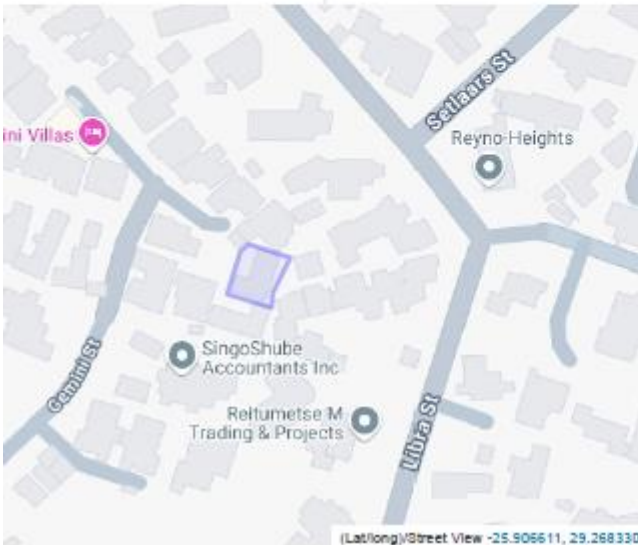 Setlaars St
ini Villas
Reyno-Heights
SingoShube
Accountants Inc
Gemini St
Reitumetse M
Trading & Projects
Libra St
(Lat/long)/Street View -25.906611, 29.268330